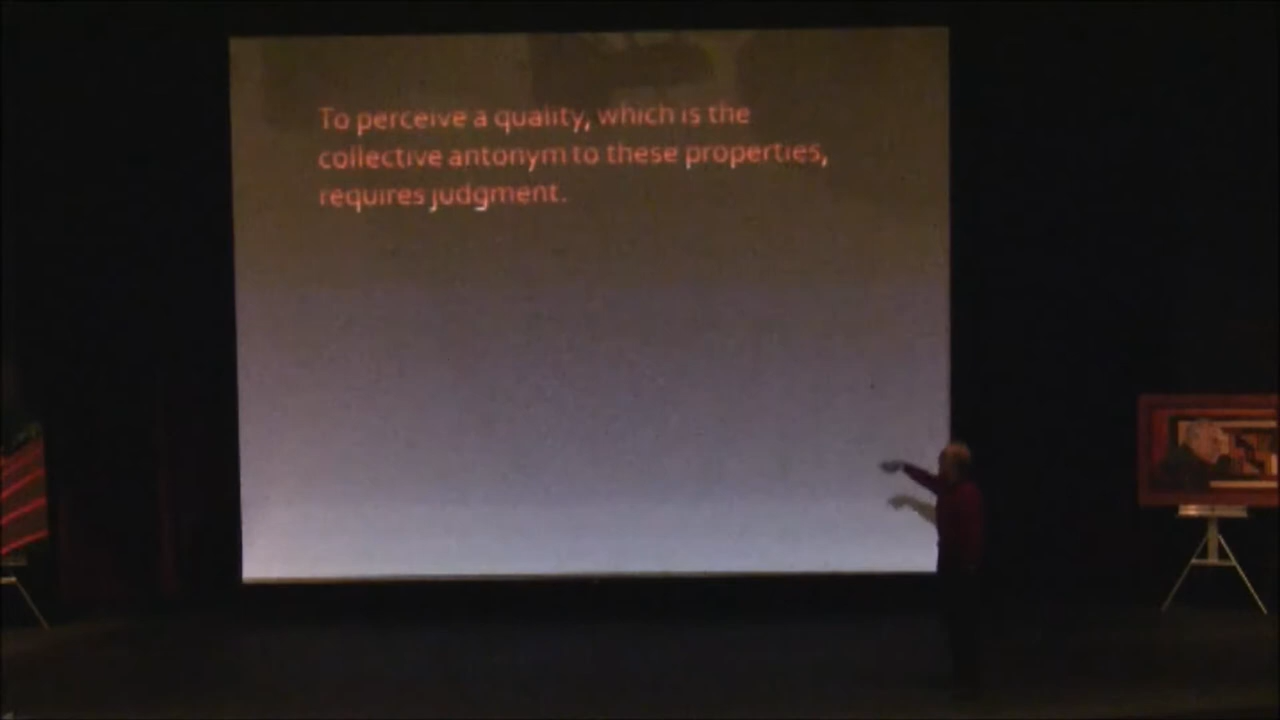 To perceive a quality, which is the
collective antonym to these properties,
requires judgment.